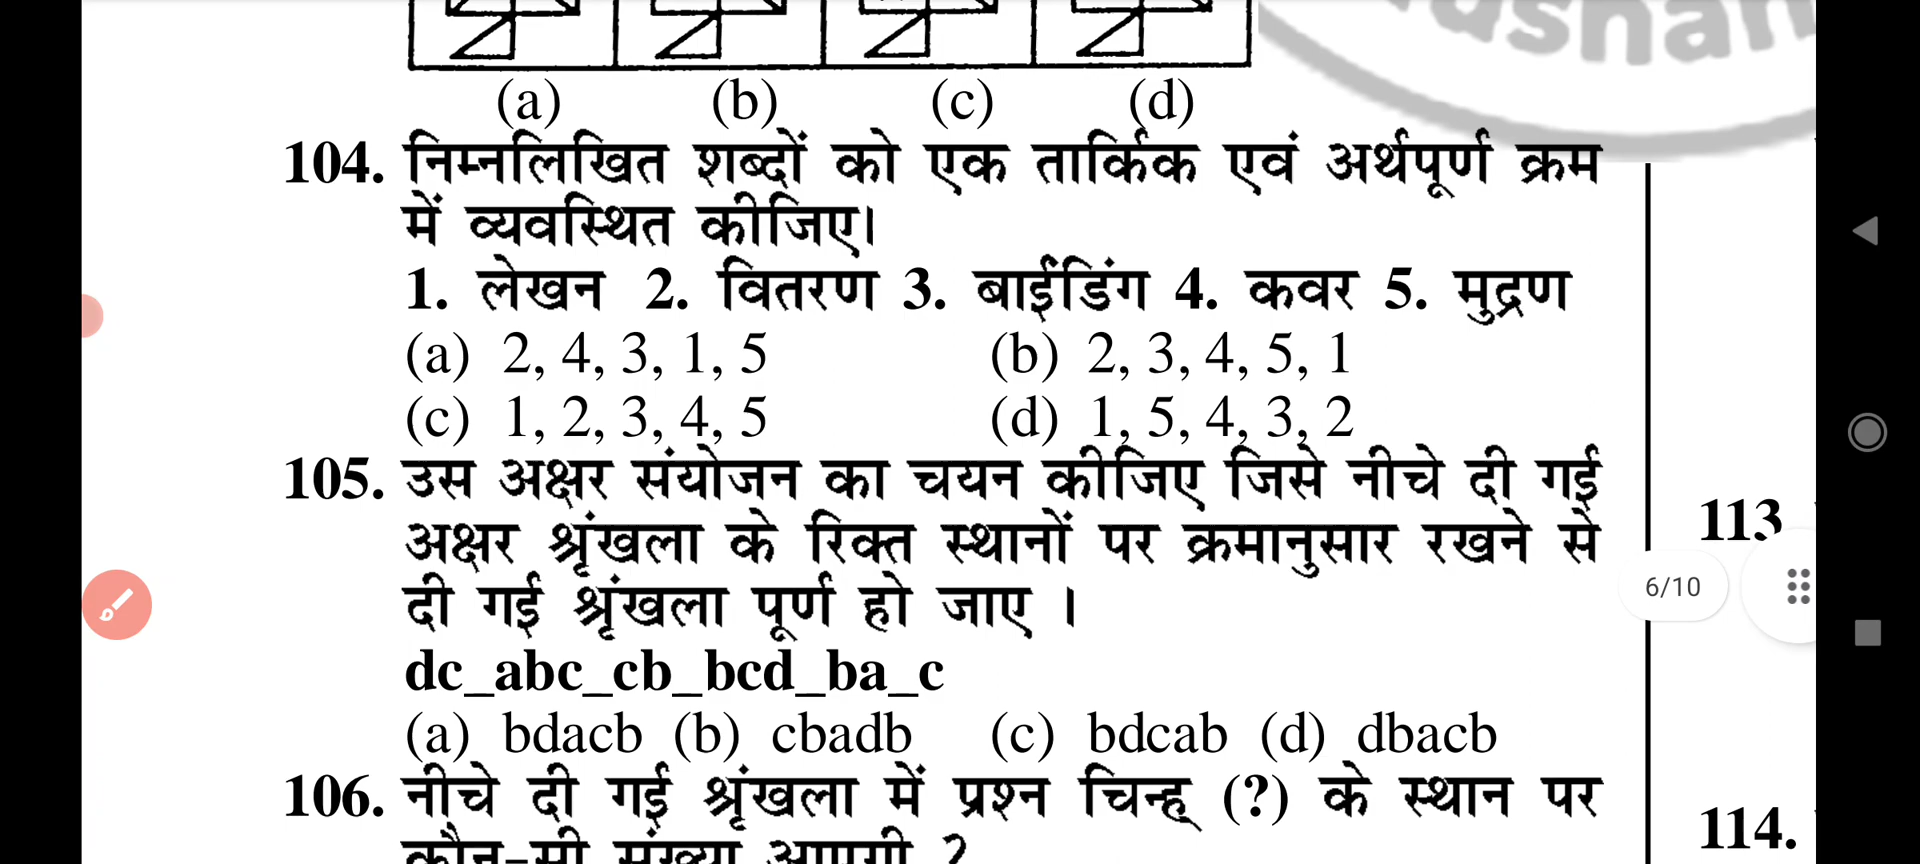 ushan
(a) (b) (c) (d)
104. निम्नलिखित शब्दों को एक तार्किक एवं अर्थपूर्ण क्रम
में व्यवस्थित कीजिए।
1. लेखन 2. वितरण 3. बाईंडिंग 4. कवर 5. मुद्रण
(a) 2, 4, 3, 1, 5 (b) 2, 3, 4, 5, 1
(c) 1, 2, 3, 4, 5 (d) 1, 5, 4, 3, 2
105. उस अक्षर संयोजन का चयन कीजिए जिसे नीचे दी गई
अक्षर श्रृंखला के रिक्त स्थानों पर क्रमानुसार रखने से
दी गई श्रृंखला पूर्ण हो जाए ।
dc_abc_cb_bcd_ba_c
(a) bdacb (b) cbadb (c) bdcab (d) dbacb
106. नीचे दी गई श्रृंखला में प्रश्न चिन्ह् (?) के स्थान पर
कौन-सी संख्या आएगी ?
113
6/10
114.